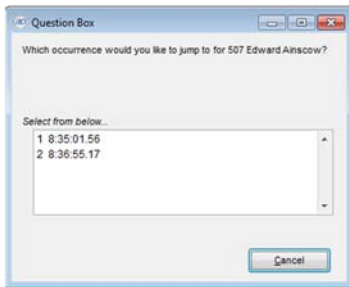 Question Box
Which occurrence would you like to jump to for 507 Edward Ainscow?
Select from below...
1 8:35:01.56
2 8:36:55.17
Cancel